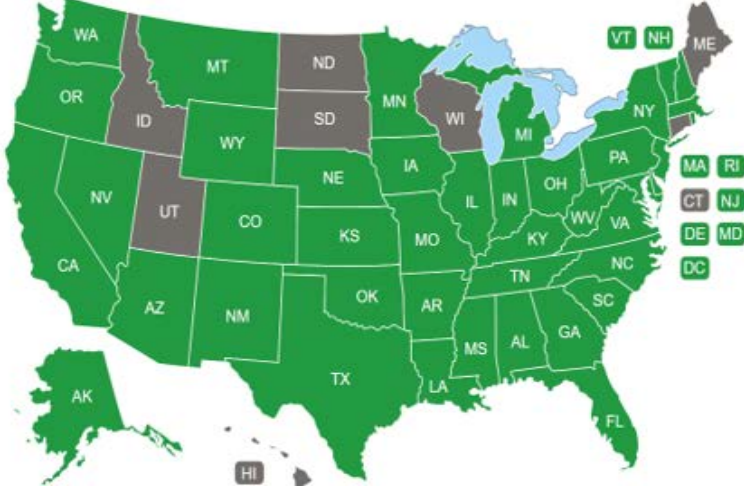 WA
MT
ND
VT NH
ME
OR
MN
ID
SD
WI
NY
WY
MI
IA
PA
NE
MA RI
NV
OH
IL
IN
UT
CO
CT NJ
WV
VA
KS
MO
KY
DE MD
CA
NC
TN
DC
OK
AZ
NM
AR
SC
GA
MS
AL
TX
LA
AK
FL
HI